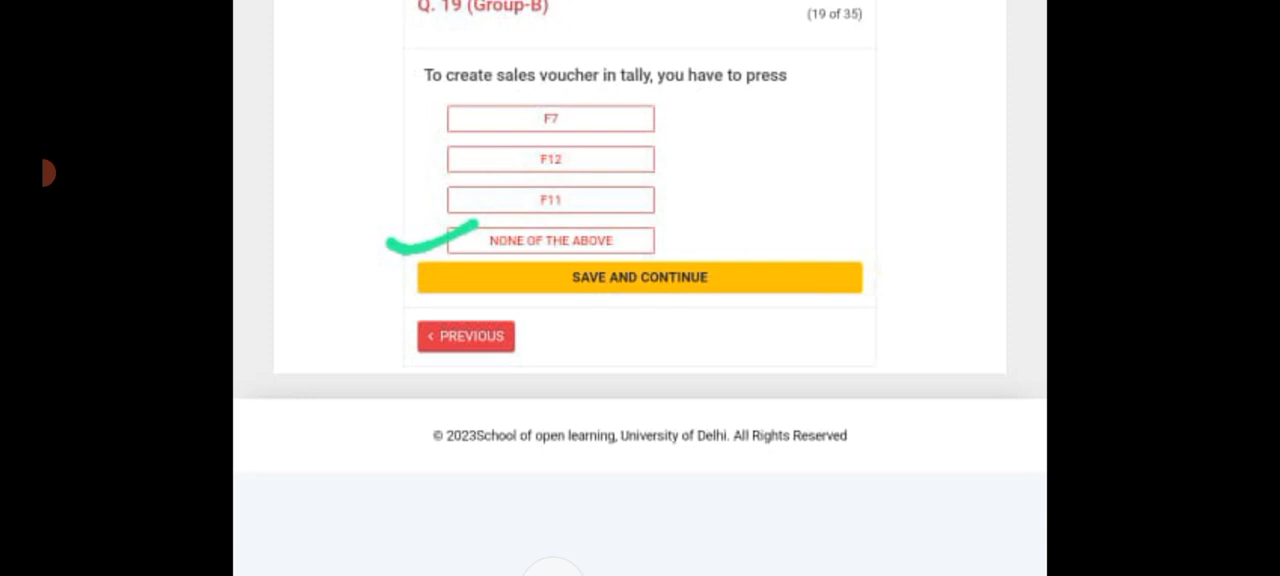 Q. 19 (Group-B)
(19 of 35)
To create sales voucher in tally, you have to press
F7
F12
F11
NONE OF THE ABOVE
SAVE AND CONTINUE
‹ PREVIOUS
© 2023School of open learning, University of Delhi. All Rights Reserved